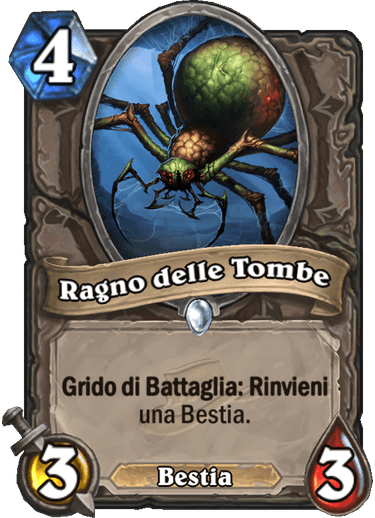 4
Ragno delle Tombe
Grido di Battaglia: Rinvieni
una Bestia.
3
Bestia
3